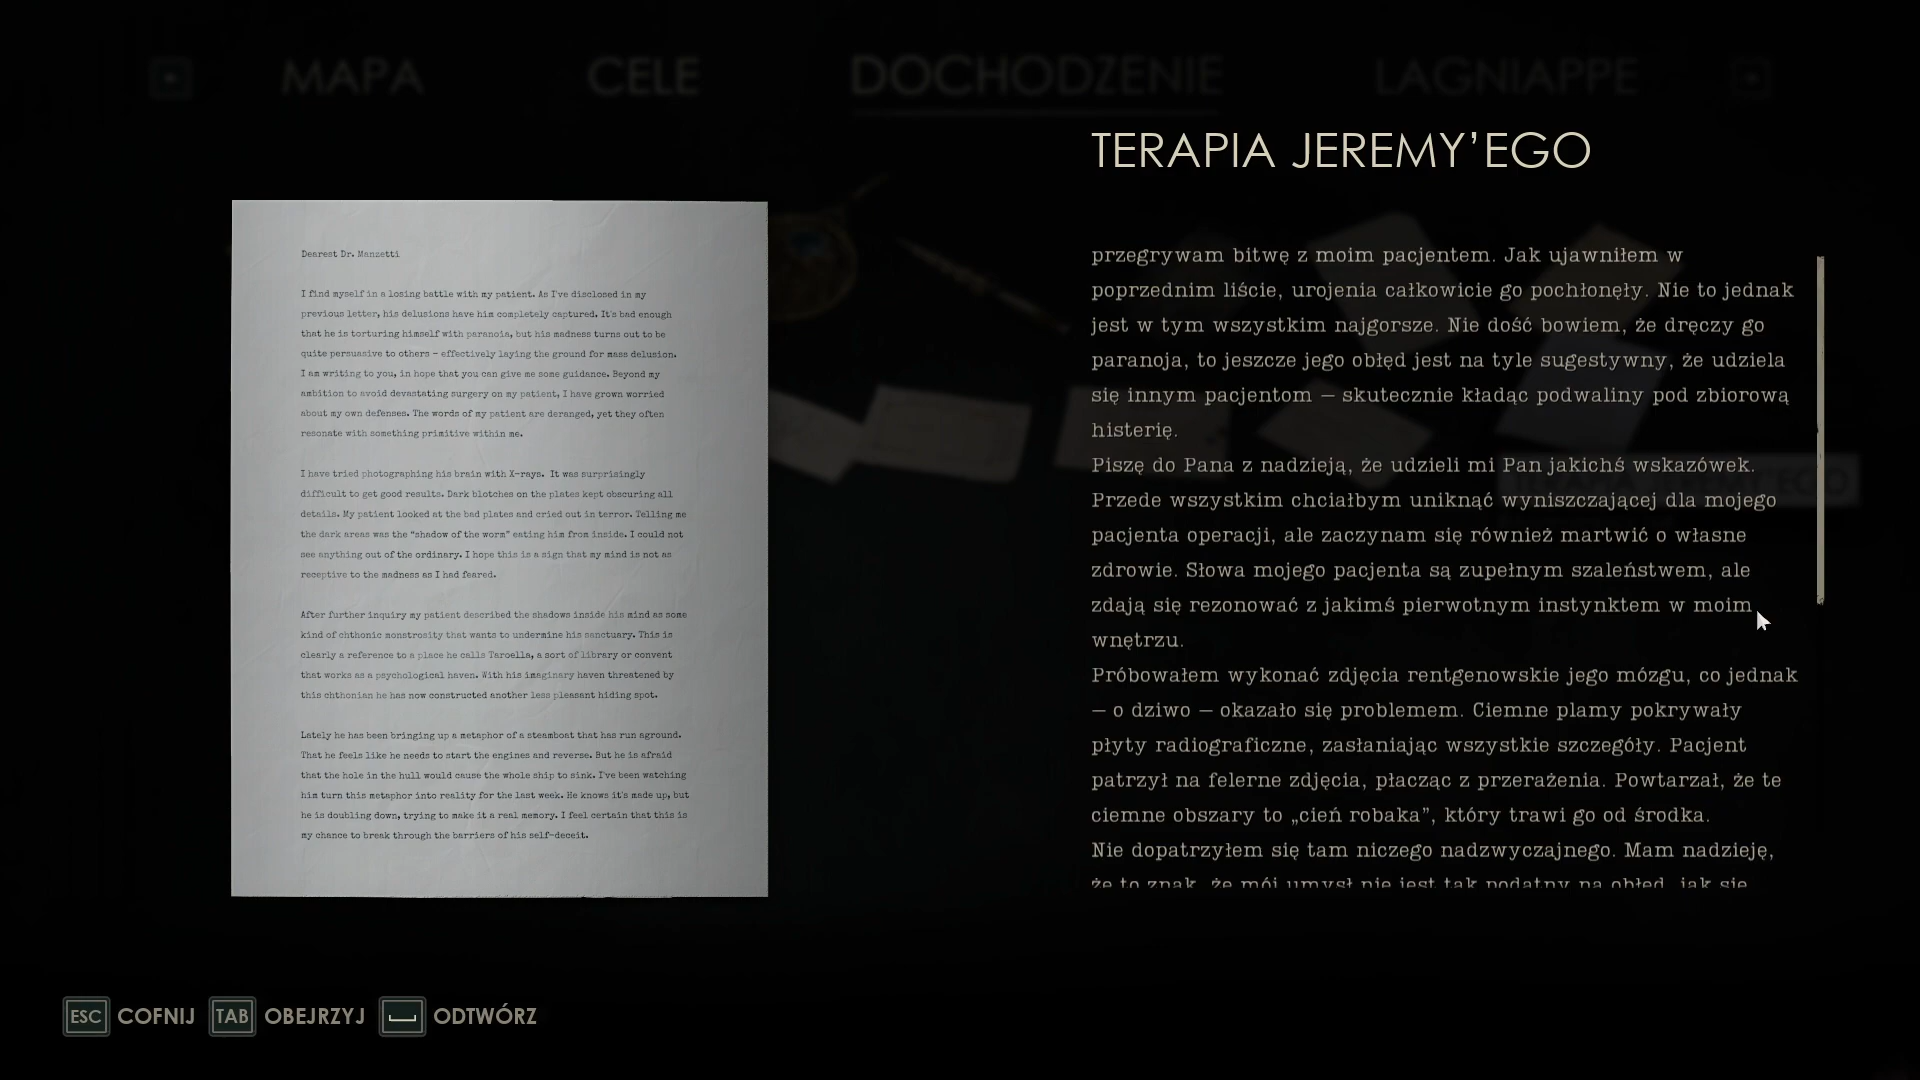 MAPA
CELE
DOCHODZENIE
LAGNIAPPE
TERAPIA JEREMY’EGO
Dearest Dr. Manzetti
I find myself in a losing battle with my patient. As I've disclosed in my
previous letter, his delusions have him completely captured. It's bad enough
that he is torturing himself with paranoia, but his madness turns out to be
quite persuasive to others – effectively laying the ground for mass delusion.
I am writing to you, in hope that you can give me some guidance. Beyond my
ambition to avoid devastating surgery on my patient, I have grown worried
about my own defenses. The words of my patient are deranged, yet they often
resonate with something primitive within me.
I have tried photographing his brain with X-rays. It was surprisingly
difficult to get good results. Dark blotches on the plates kept obscuring all
details. My patient looked at the bad plates and cried out in terror. Telling me
the dark areas was the "shadow of the worm" eating him from inside. I could not
see anything out of the ordinary. I hope this is a sign that my mind is not as
receptive to the madness as I had feared.
After further inquiry my patient described the shadows inside his mind as some
kind of chthonic monstrosity that wants to undermine his sanctuary. This is
clearly a reference to a place he calls Taroella, a sort of library or convent
that works as a psychological haven. With his imaginary haven threatened by
this chthonian he has now constructed another less pleasant hiding spot.
Lately he has been bringing up a metaphor of a steamboat that has run aground.
That he feels like he needs to start the engines and reverse. But he is afraid
that the hole in the hull would cause the whole ship to sink. I've been watching
him turn this metaphor into reality for the last week. He knows it's made up, but
he is doubling down, trying to make it a real memory. I feel certain that this is
my chance to break through the barriers of his self-deceit.
przegrywam bitwę z moim pacjentem. Jak ujawniłem w
poprzednim liście, urojenia całkowicie go pochłonęły. Nie to jednak
jest w tym wszystkim najgorsze. Nie dość bowiem, że dręczy go
paranoja, to jeszcze jego obłęd jest na tyle sugestywny, że udziela
się innym pacjentom – skutecznie kładąc podwaliny pod zbiorową
histerię.
Piszę do Pana z nadzieją, że udzieli mi Pan jakichś wskazówek.
Przede wszystkim chciałbym uniknąć wyniszczającej dla mojego
pacjenta operacji, ale zaczynam się również martwić o własne
zdrowie. Słowa mojego pacjenta są zupełnym szaleństwem, ale
zdają się rezonować z jakimś pierwotnym instynktem w moim
wnętrzu.
Próbowałem wykonać zdjęcia rentgenowskie jego mózgu, co jednak
– o dziwo – okazało się problemem. Ciemne plamy pokrywały
płyty radiograficzne, zasłaniając wszystkie szczegóły. Pacjent
patrzył na felerne zdjęcia, płacząc z przerażenia. Powtarzał, że te
ciemne obszary to „cień robaka”, który trawi go od środka.
Nie dopatrzyłem się tam niczego nadzwyczajnego. Mam nadzieję,
że to znak, że mój umysł nie jest tak podatny na obłęd, jak się
ESC COFNIJ TAB OBEJRZYJ ODTWÓRZ